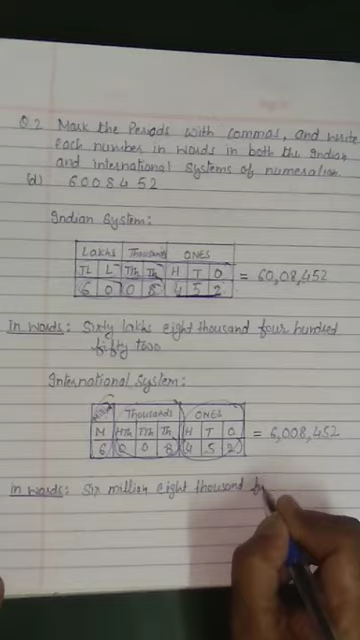 Q.2 Mark the Periods with commas, and write
each number in words in both the Indian
and international systems of numeration.
(d) 6008452
Indian System:
Lakhs Thousands ONES
TL L TTh Th H T O
6 0 0 8 4 5 2 = 60,08,452
In words: Sixty lakhs eight thousand four hundred
fifty two
International System:
Thousands ONES
M HTh TTh Th H T O
6 0 0 8 4 5 2 = 6,008,452
In words: Six million eight thousand